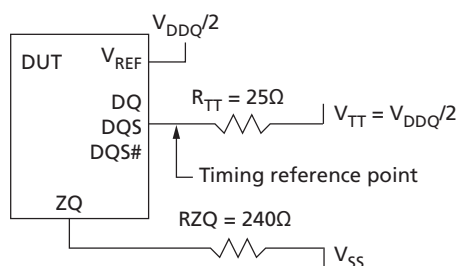 VDDQ/2
DUT
VREF
DQ
DQS
DQS#
RTT = 25Ω
VTT = VDDQ/2
Timing reference point
ZQ
RZQ = 240Ω
VSS